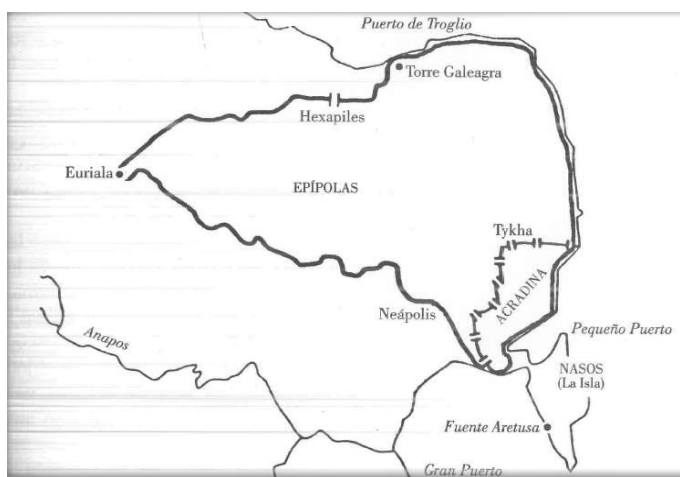 Puerto de Troglio
Torre Galeagra
Hexapiles
Euriala
EPÍPOLAS
Tykha
ACRADINA
Neápolis
Anapos
Pequeño Puerto
NASOS
(La Isla)
Fuente Aretusa
Gran Puerto